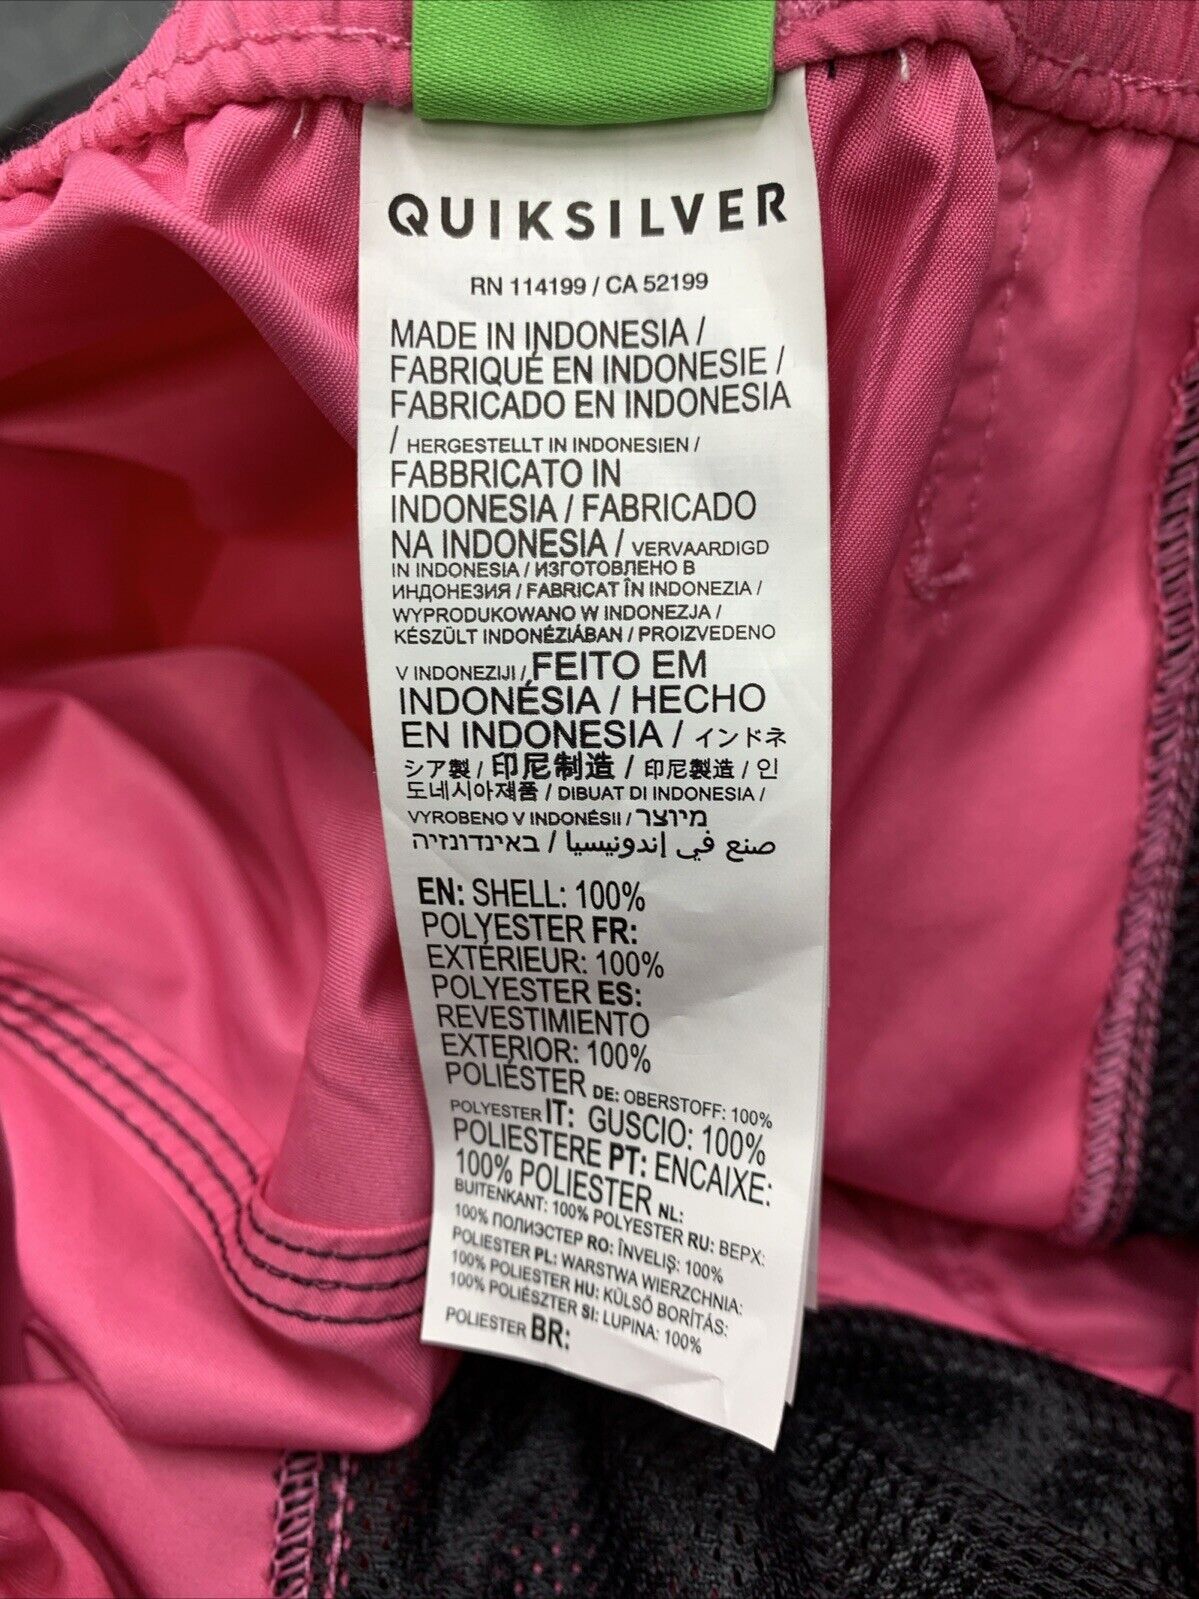 QUIKSILVER
RN 114199 / CA 52199
MADE IN INDONESIA /
FABRIQUÉ EN INDONESIE /
FABRICADO EN INDONESIA
/ HERGESTELLT IN INDONESIEN /
FABBRICATO IN
INDONESIA / FABRICADO
NA INDONESIA / VERVAARDIGD
IN INDONESIA / ИЗГОТОВЛЕНО В
ИНДОНЕЗИЯ / FABRICAT ÎN INDONEZIA /
WYPRODUKOWANO W INDONEZJA /
KÉSZÜLT INDONÉZIÁBAN / PROIZVEDENO
V INDONEZIJI / FEITO EM
INDONÉSIA / HECHO
EN INDONESIA / インドネ
シア製 / 印尼制造 / 印尼製造 / 인
도네시아제품 / DIBUAT DI INDONESIA /
VYROBENO V INDONÉSII / מיוצר
באינדונזיה / صنع في إندونيسيا
EN: SHELL: 100%
POLYESTER FR:
EXTÉRIEUR: 100%
POLYESTER ES:
REVESTIMIENTO
EXTERIOR: 100%
POLIÉSTER DE: OBERSTOFF: 100%
POLYESTER IT: GUSCIO: 100%
POLIESTERE PT: ENCAIXE:
100% POLIESTER NL:
BUITENKANT: 100% POLYESTER RU: ВЕРХ:
100% ПОЛИЭСТЕР RO: ÎNVELIȘ: 100%
POLIESTER PL: WARSTWA WIERZCHNIA:
100% POLIESTER HU: KÜLSŐ BORÍTÁS:
100% POLIÉSZTER SI: LUPINA: 100%
POLIESTER BR: